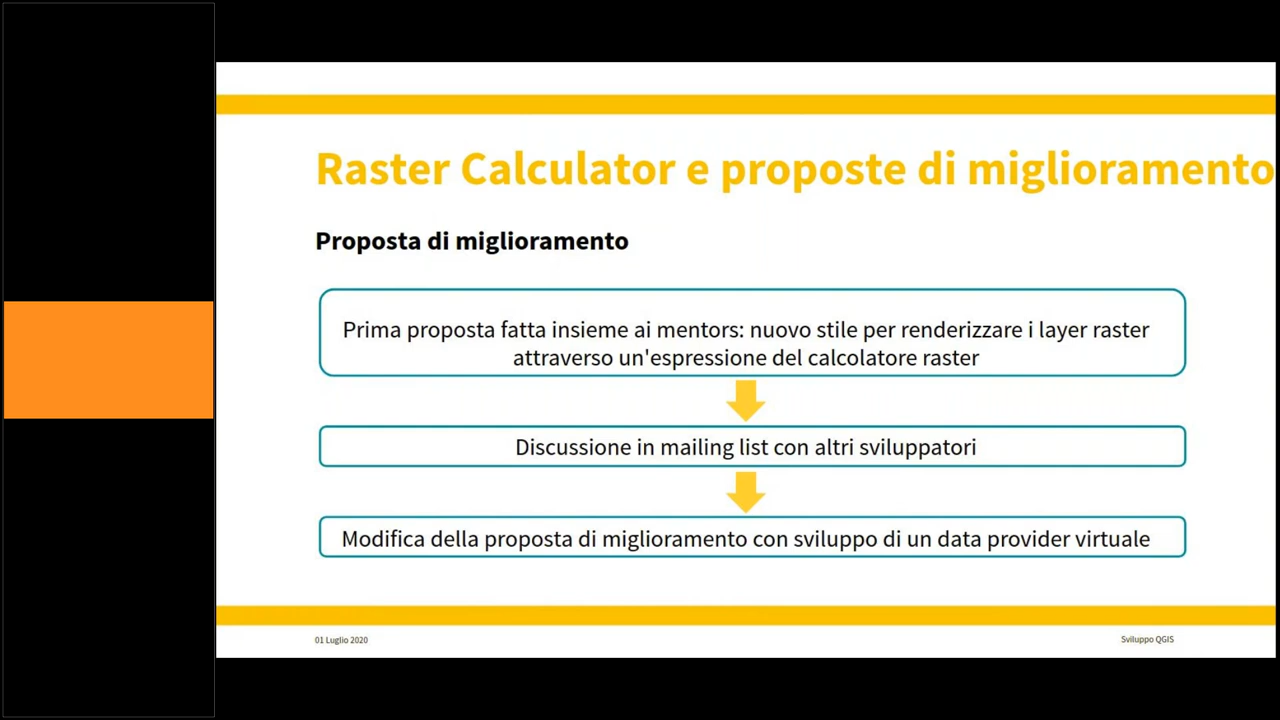 Raster Calculator e proposte di miglioramento
Proposta di miglioramento
Prima proposta fatta insieme ai mentors: nuovo stile per renderizzare i layer raster
attraverso un'espressione del calcolatore raster
Discussione in mailing list con altri sviluppatori
Modifica della proposta di miglioramento con sviluppo di un data provider virtuale
01 Luglio 2020
Sviluppo QGIS